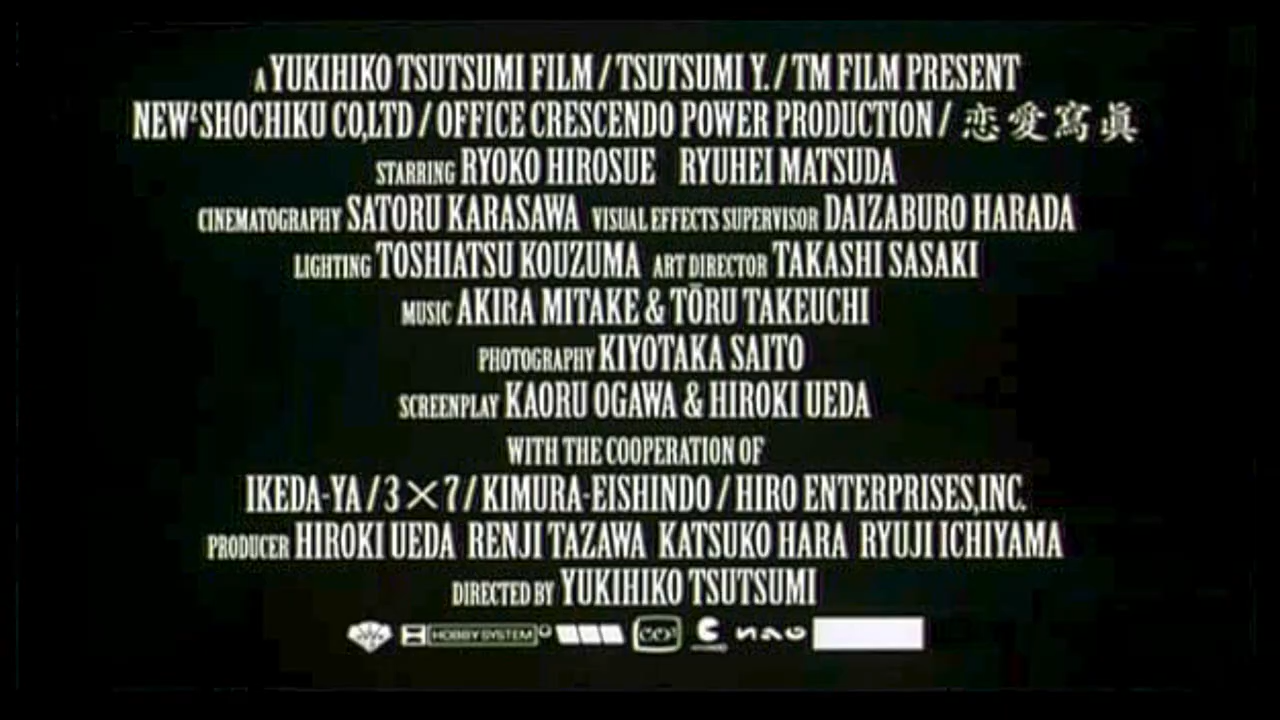 A YUKIHIKO TSUTSUMI FILM / TSUTSUMI Y. / TM FILM PRESENT
NEW² SHOCHIKU CO,LTD / OFFICE CRESCENDO POWER PRODUCTION / 恋愛寫眞
STARRING RYOKO HIROSUE RYUHEI MATSUDA
CINEMATOGRAPHY SATORU KARASAWA VISUAL EFFECTS SUPERVISOR DAIZABURO HARADA
LIGHTING TOSHIATSU KOUZUMA ART DIRECTOR TAKASHI SASAKI
MUSIC AKIRA MITAKE & TŌRU TAKEUCHI
PHOTOGRAPHY KIYOTAKA SAITO
SCREENPLAY KAORU OGAWA & HIROKI UEDA
WITH THE COOPERATION OF
IKEDA-YA / 3×7 / KIMURA-EISHINDO / HIRO ENTERPRISES,INC.
PRODUCER HIROKI UEDA RENJI TAZAWA KATSUKO HARA RYUJI ICHIYAMA
DIRECTED BY YUKIHIKO TSUTSUMI
HOBBY SYSTEM